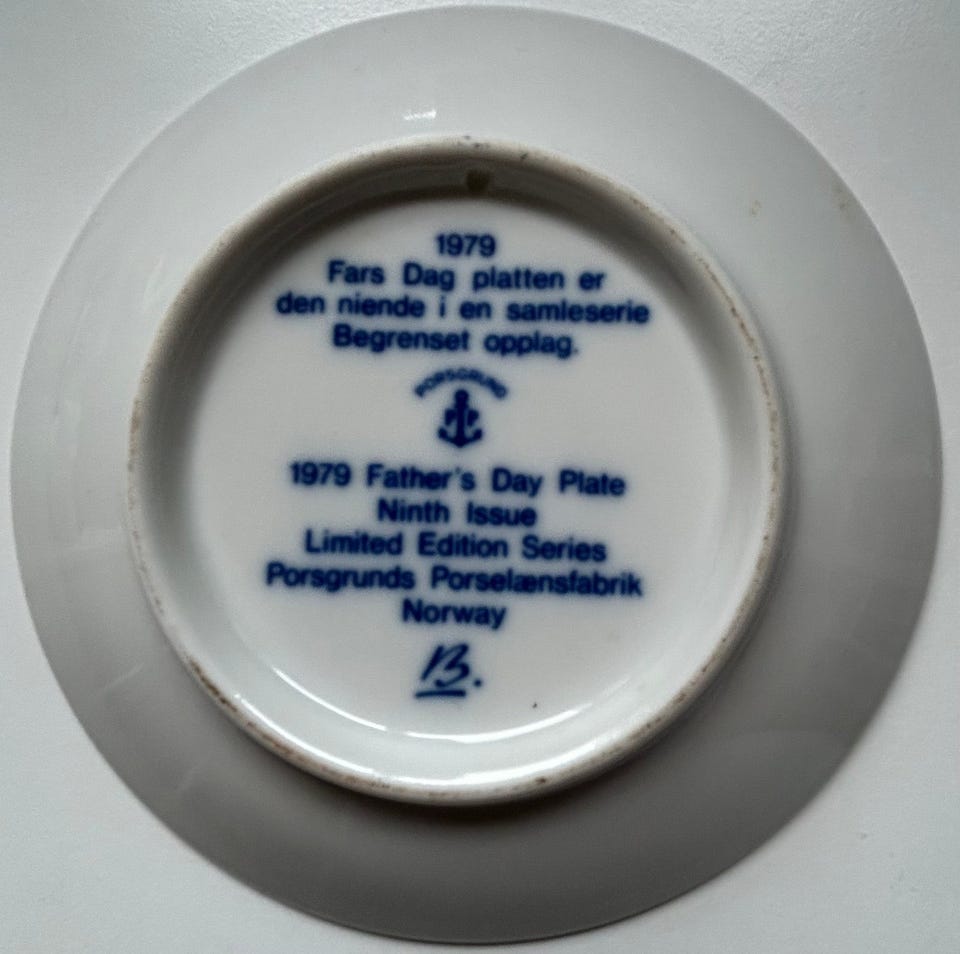 1979
Fars Dag platten er
den niende i en samleserie
Begrenset opplag.
PORSGRUND
1979 Father's Day Plate
Ninth Issue
Limited Edition Series
Porsgrunds Porselænsfabrik
Norway
B.